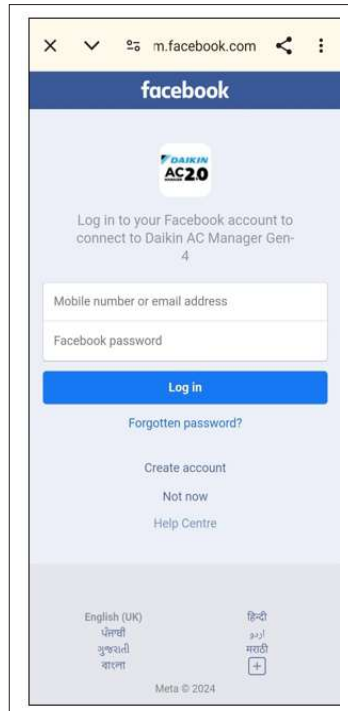 m.facebook.com
facebook
DAIKIN
AC2.0
Log in to your Facebook account to
connect to Daikin AC Manager Gen-
4
Mobile number or email address
Facebook password
Log in
Forgotten password?
Create account
Not now
Help Centre
English (UK)
हिन्दी
ਪੰਜਾਬੀ
اردو
ગુજરાતી
मराठी
বাংলা
Meta © 2024